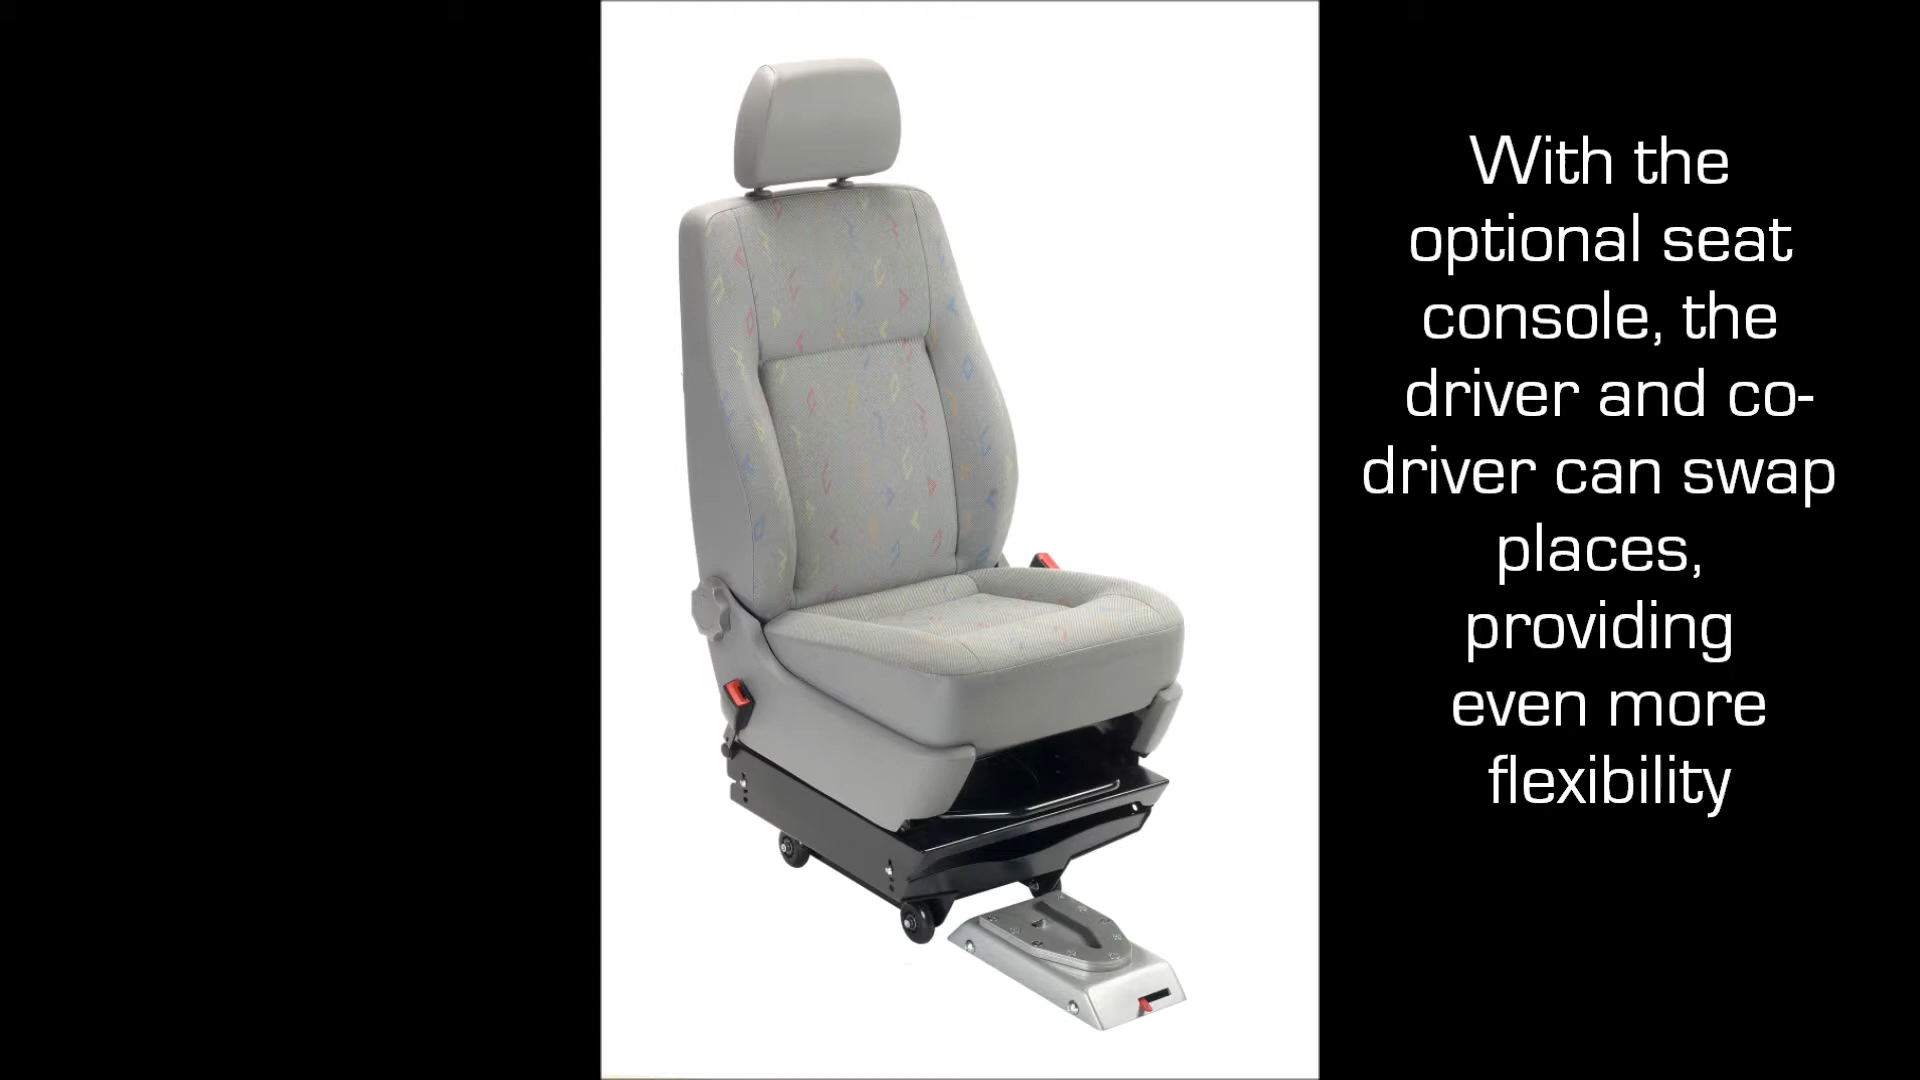 With the
optional seat
console, the
driver and co-
driver can swap
places,
providing
even more
flexibility